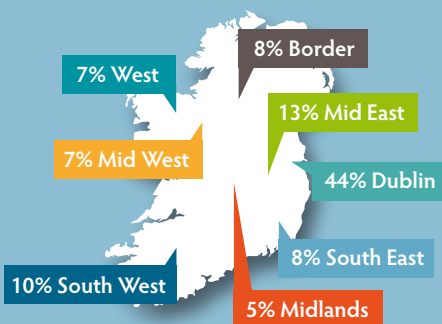 8% Border
7% West
13% Mid East
7% Mid West
44% Dublin
8% South East
10% South West
5% Midlands